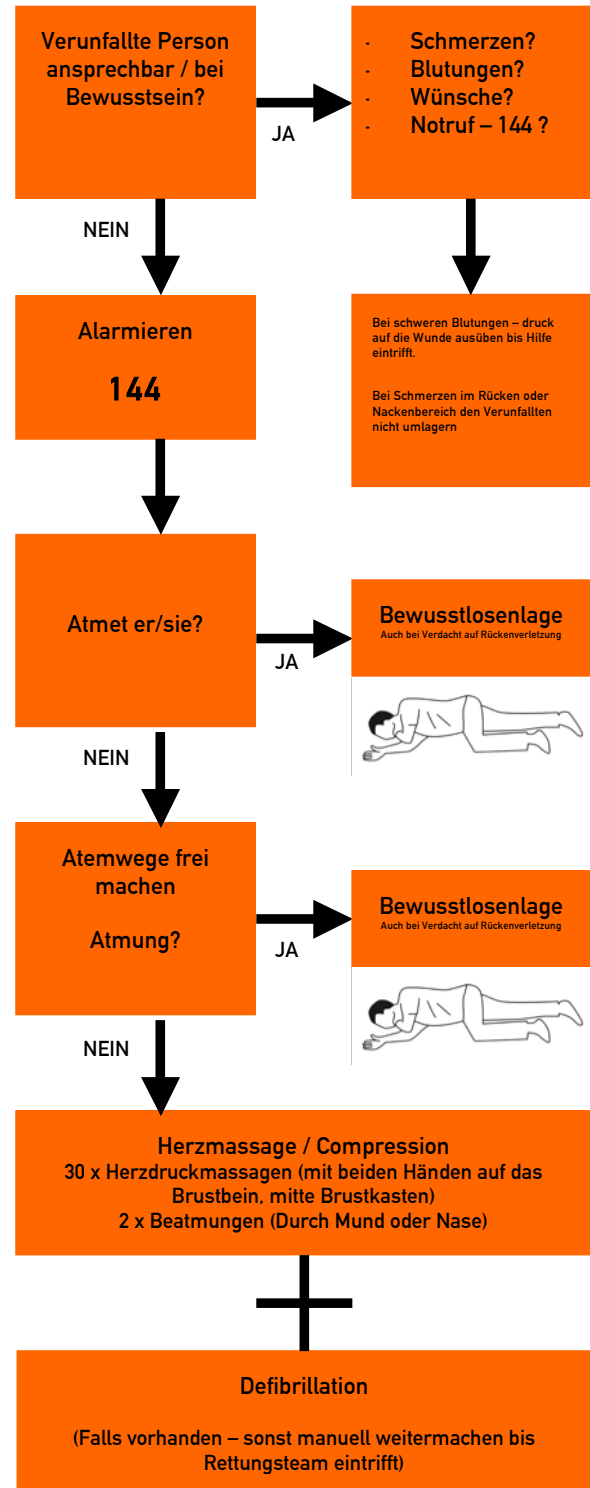 Verunfallte Person
ansprechbar / bei
Bewusstsein?
JA
- Schmerzen?
- Blutungen?
- Wünsche?
- Notruf – 144 ?
NEIN
Alarmieren
144
Bei schweren Blutungen – druck
auf die Wunde ausüben bis Hilfe
eintrifft.
Bei Schmerzen im Rücken oder
Nackenbereich den Verunfallten
nicht umlagern
Atmet er/sie?
JA
Bewusstlosenlage
Auch bei Verdacht auf Rückenverletzung
NEIN
Atemwege frei
machen
Atmung?
JA
Bewusstlosenlage
Auch bei Verdacht auf Rückenverletzung
NEIN
Herzmassage / Compression
30 x Herzdruckmassagen (mit beiden Händen auf das
Brustbein, mitte Brustkasten)
2 x Beatmungen (Durch Mund oder Nase)
Defibrillation
(Falls vorhanden – sonst manuell weitermachen bis
Rettungsteam eintrifft)